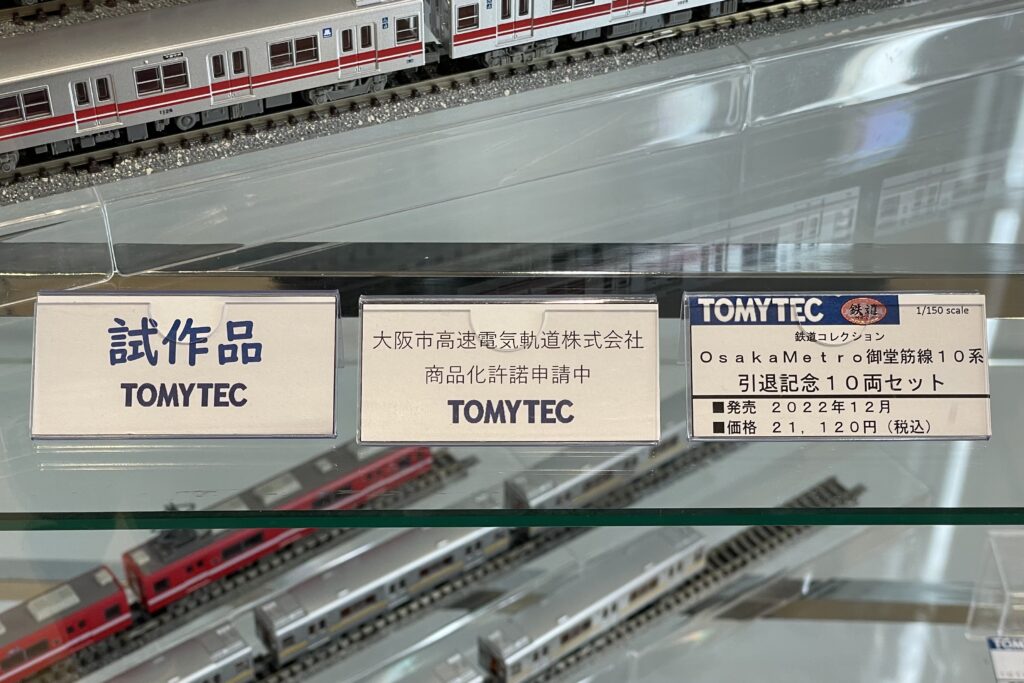 試作品
TOMYTEC
大阪市高速電気軌道株式会社
商品化許諾申請中
TOMYTEC
TOMYTEC 鉄道 1/150 scale
鉄道コレクション
OsakaMetro御堂筋線10系
引退記念10両セット
■発売 2022年12月
■価格 21,120円(税込)